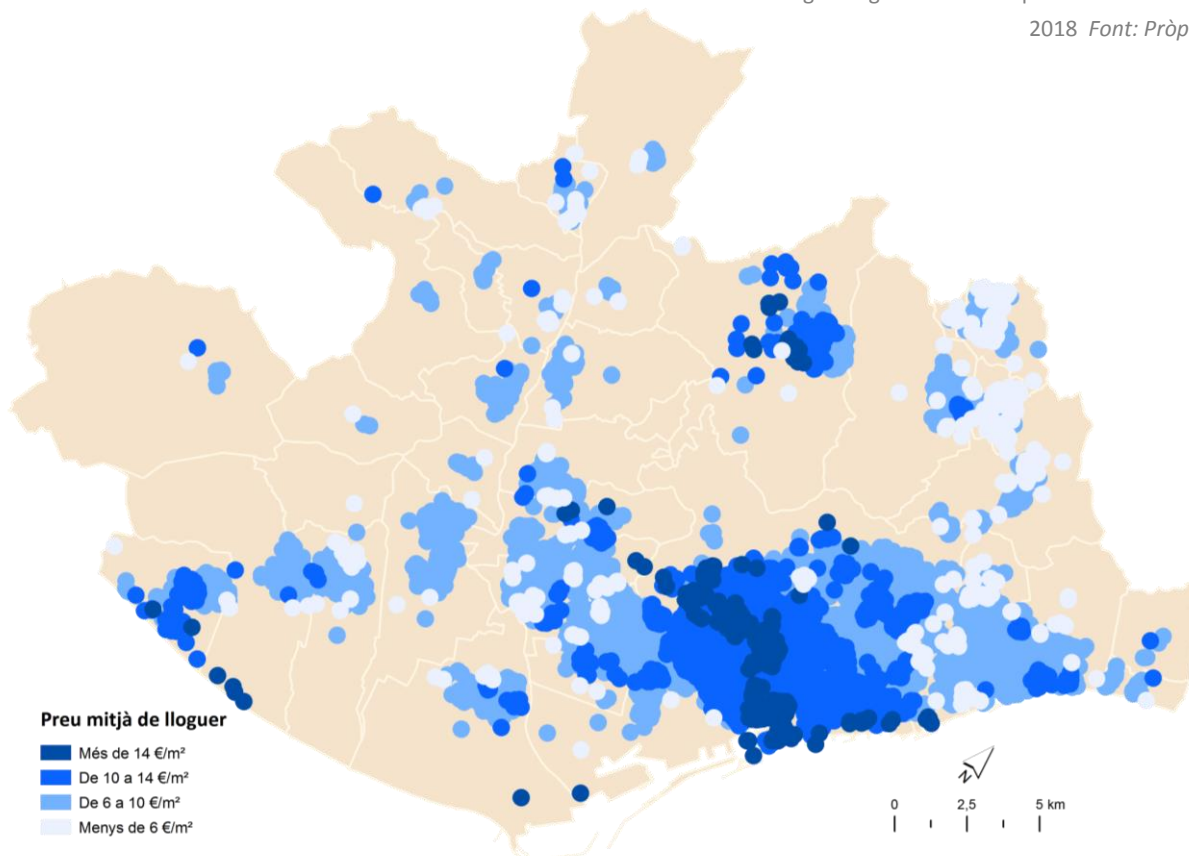 2018 Font: Pròp
Preu mitjà de lloguer
Més de 14 €/m²
De 10 a 14 €/m²
De 6 a 10 €/m²
Menys de 6 €/m²
N
0 2,5 5 km